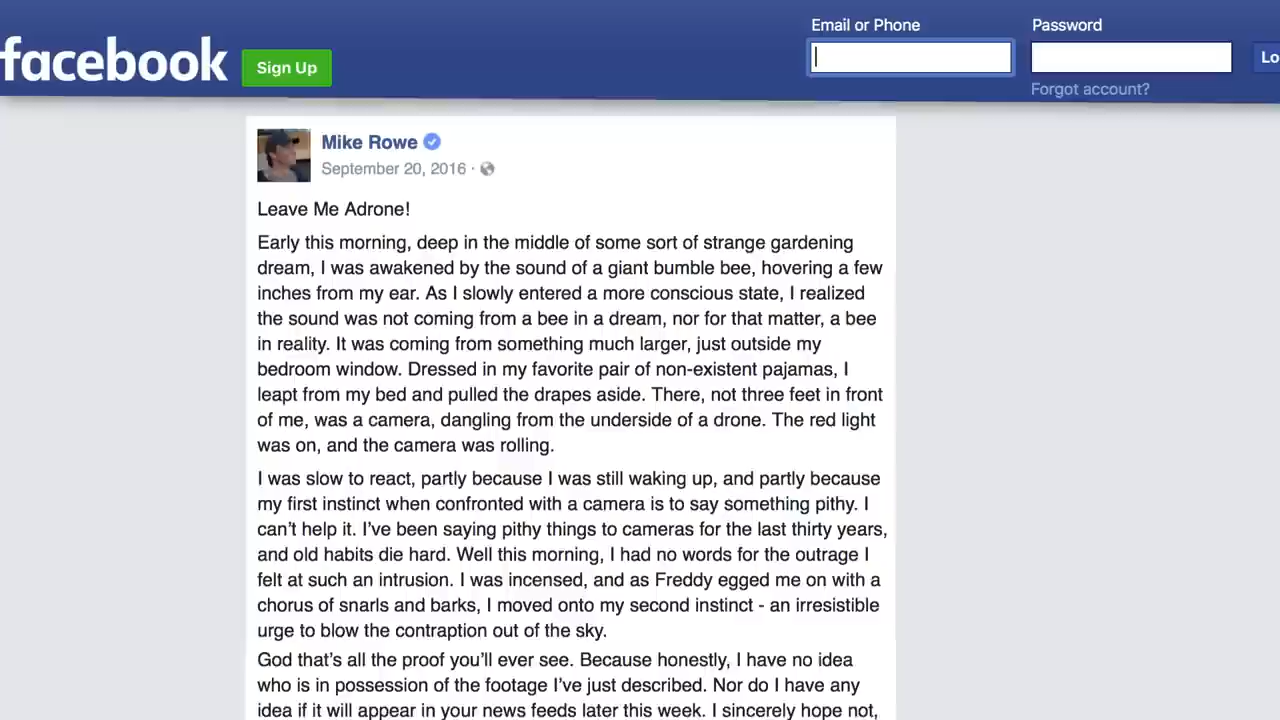 facebook
Sign Up
Email or Phone
Password
Lo
Forgot account?
Mike Rowe
September 20, 2016 ·
Leave Me Adrone!
Early this morning, deep in the middle of some sort of strange gardening
dream, I was awakened by the sound of a giant bumble bee, hovering a few
inches from my ear. As I slowly entered a more conscious state, I realized
the sound was not coming from a bee in a dream, nor for that matter, a bee
in reality. It was coming from something much larger, just outside my
bedroom window. Dressed in my favorite pair of non-existent pajamas, I
leapt from my bed and pulled the drapes aside. There, not three feet in front
of me, was a camera, dangling from the underside of a drone. The red light
was on, and the camera was rolling.
I was slow to react, partly because I was still waking up, and partly because
my first instinct when confronted with a camera is to say something pithy. I
can’t help it. I’ve been saying pithy things to cameras for the last thirty years,
and old habits die hard. Well this morning, I had no words for the outrage I
felt at such an intrusion. I was incensed, and as Freddy egged me on with a
chorus of snarls and barks, I moved onto my second instinct - an irresistible
urge to blow the contraption out of the sky.
God that’s all the proof you’ll ever see. Because honestly, I have no idea
who is in possession of the footage I’ve just described. Nor do I have any
idea if it will appear in your news feeds later this week. I sincerely hope not,